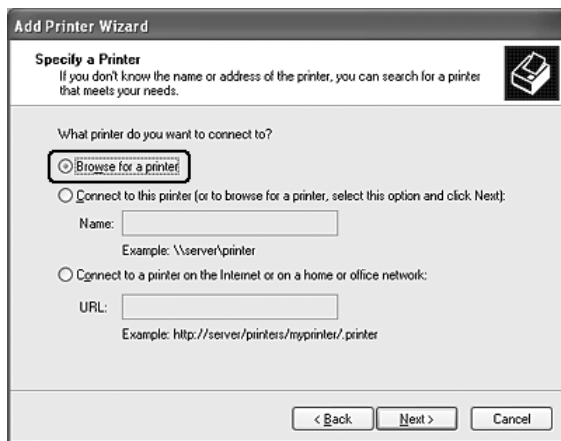 Add Printer Wizard
Specify a Printer
If you don't know the name or address of the printer, you can search for a printer
that meets your needs.
What printer do you want to connect to?
Browse for a printer
Connect to this printer (or to browse for a printer, select this option and click Next):
Name:
Example: \\server\printer
Connect to a printer on the Internet or on a home or office network:
URL:
Example: http://server/printers/myprinter/.printer
< Back Next > Cancel